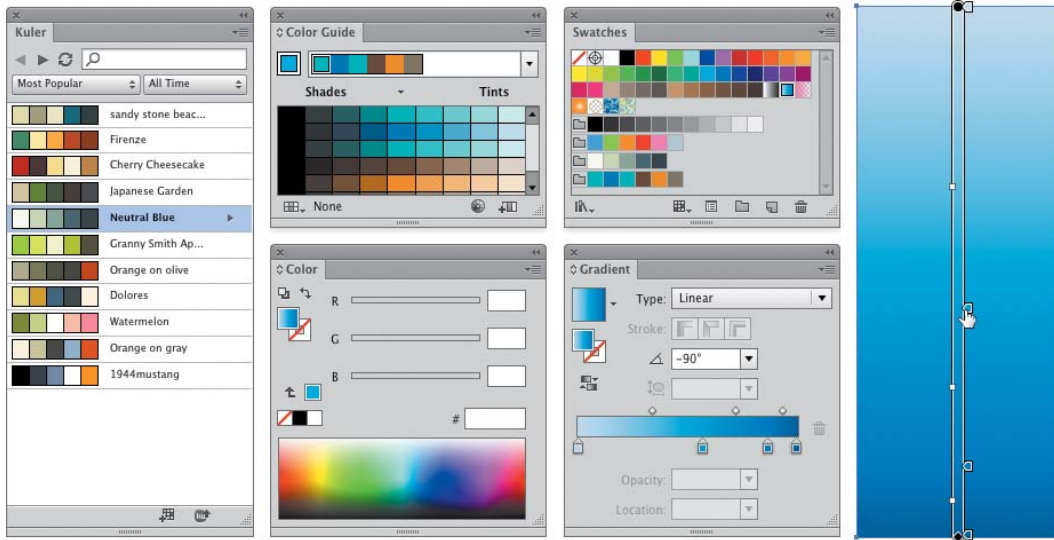 Kuler
Most Popular
All Time
sandy stone beac...
Firenze
Cherry Cheesecake
Japanese Garden
Neutral Blue
Granny Smith Ap...
Orange on olive
Dolores
Watermelon
Orange on gray
1944mustang
Color Guide
Shades
Tints
None
Swatches
Color
R
G
B
#
Gradient
Type: Linear
Stroke:
-90°
Opacity:
Location: